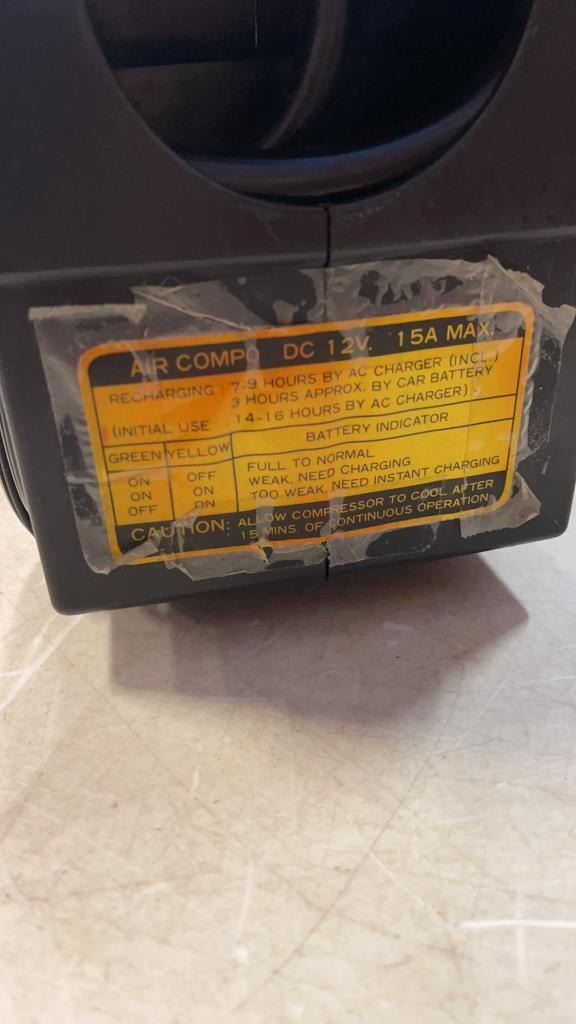 AIR COMPO DC 12V. 15A MAX.
RECHARGING : 7-9 HOURS BY AC CHARGER (INCL.)
3 HOURS APPROX. BY CAR BATTERY
(INITIAL USE : 14-16 HOURS BY AC CHARGER)
GREEN YELLOW BATTERY INDICATOR
ON OFF FULL TO NORMAL
ON ON WEAK, NEED CHARGING
OFF ON TOO WEAK, NEED INSTANT CHARGING
CAUTION: ALLOW COMPRESSOR TO COOL AFTER
15 MINS. OF CONTINUOUS OPERATION